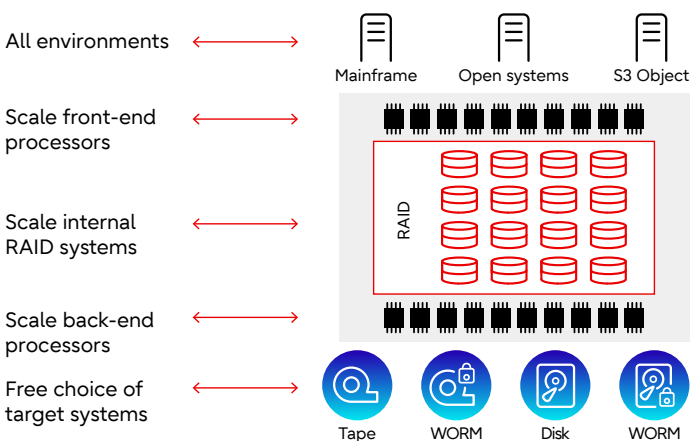 All environments
Mainframe
Open systems
S3 Object
Scale front-end
processors
RAID
Scale internal
RAID systems
Scale back-end
processors
Free choice of
target systems
Tape
WORM
Disk
WORM